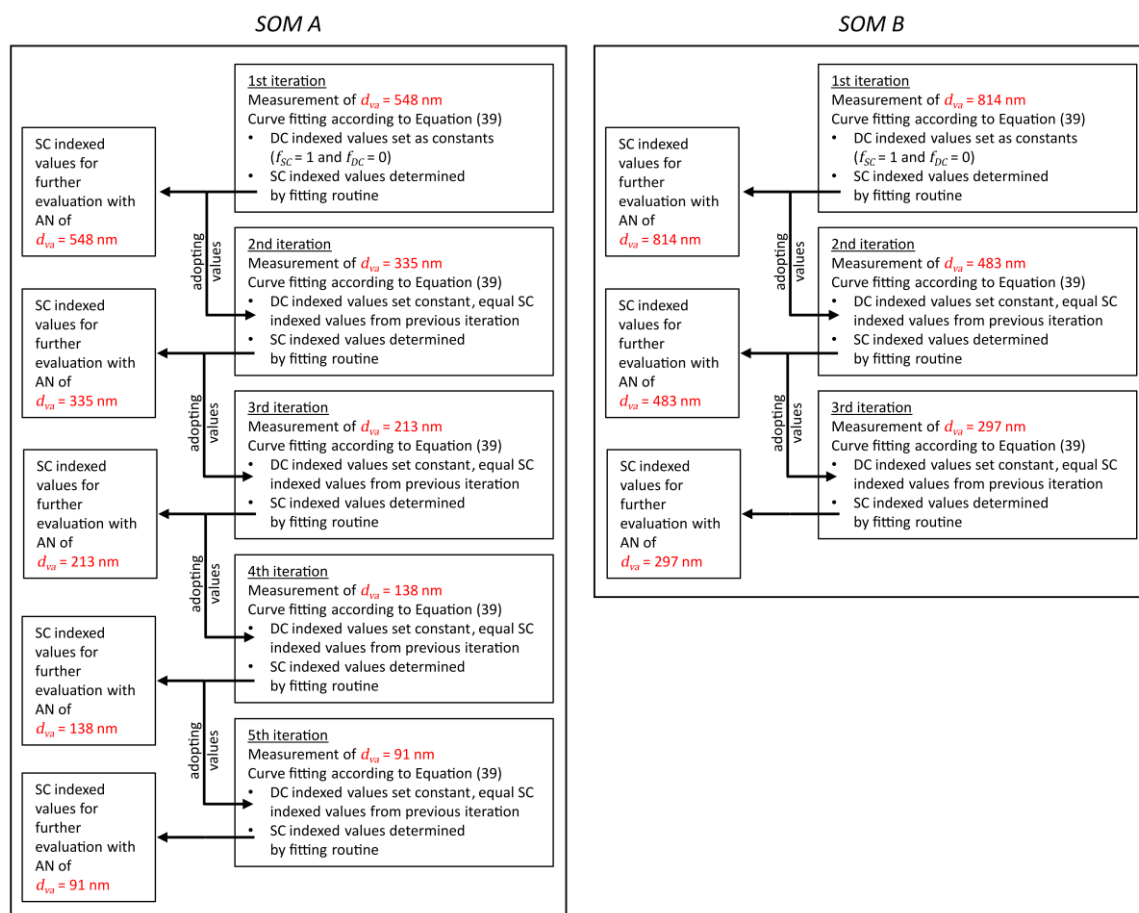 SOM A
1st iteration
Measurement of dva = 548 nm
Curve fitting according to Equation (39)
• DC indexed values set as constants
(fSC = 1 and fDC = 0)
• SC indexed values determined
by fitting routine
SC indexed
values for
further
evaluation with
AN of
dva = 548 nm
adopting
values
2nd iteration
Measurement of dva = 335 nm
Curve fitting according to Equation (39)
• DC indexed values set constant, equal SC
indexed values from previous iteration
• SC indexed values determined
by fitting routine
SC indexed
values for
further
evaluation with
AN of
dva = 335 nm
adopting
values
3rd iteration
Measurement of dva = 213 nm
Curve fitting according to Equation (39)
• DC indexed values set constant, equal SC
indexed values from previous iteration
• SC indexed values determined
by fitting routine
SC indexed
values for
further
evaluation with
AN of
dva = 213 nm
adopting
values
4th iteration
Measurement of dva = 138 nm
Curve fitting according to Equation (39)
• DC indexed values set constant, equal SC
indexed values from previous iteration
• SC indexed values determined
by fitting routine
SC indexed
values for
further
evaluation with
AN of
dva = 138 nm
adopting
values
5th iteration
Measurement of dva = 91 nm
Curve fitting according to Equation (39)
• DC indexed values set constant, equal SC
indexed values from previous iteration
• SC indexed values determined
by fitting routine
SC indexed
values for
further
evaluation with
AN of
dva = 91 nm
SOM B
1st iteration
Measurement of dva = 814 nm
Curve fitting according to Equation (39)
• DC indexed values set as constants
(fSC = 1 and fDC = 0)
• SC indexed values determined
by fitting routine
SC indexed
values for
further
evaluation with
AN of
dva = 814 nm
adopting
values
2nd iteration
Measurement of dva = 483 nm
Curve fitting according to Equation (39)
• DC indexed values set constant, equal SC
indexed values from previous iteration
• SC indexed values determined
by fitting routine
SC indexed
values for
further
evaluation with
AN of
dva = 483 nm
adopting
values
3rd iteration
Measurement of dva = 297 nm
Curve fitting according to Equation (39)
• DC indexed values set constant, equal SC
indexed values from previous iteration
• SC indexed values determined
by fitting routine
SC indexed
values for
further
evaluation with
AN of
dva = 297 nm